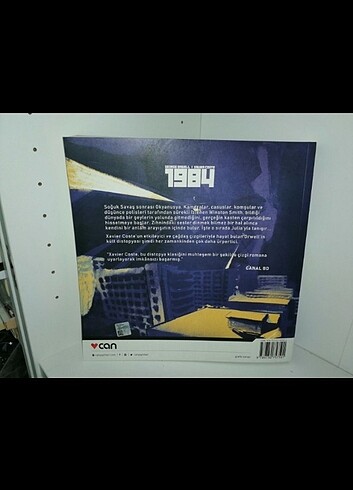 GEORGE ORWELL | XAVIER COSTE
1984
Soğuk Savaş sonrası Okyanusya. Kameralar, casuslar, komşular ve
düşünce polisleri tarafından sürekli izlenen Winston Smith, bildiği
dünyada bir şeylerin yolunda gitmediğini, gerçeğin kasten çarpıtıldığını
hissetmeye başlar. Zihnindeki sesler dinmek bilmez bir hal alınca
kendini bir anlam arayışının içinde bulur. İşte o sırada Julia'yla tanışır...
Xavier Coste'un etkileyici ve çağdaş çizgileriyle hayat bulan Orwell'in
kült distopyası şimdi her zamankinden çok daha ürpertici.
"Xavier Coste, bu distopya klasiğini muhteşem bir şekilde çizgi romana
uyarlayarak imkânsızı başarmış."
CANAL BD
can